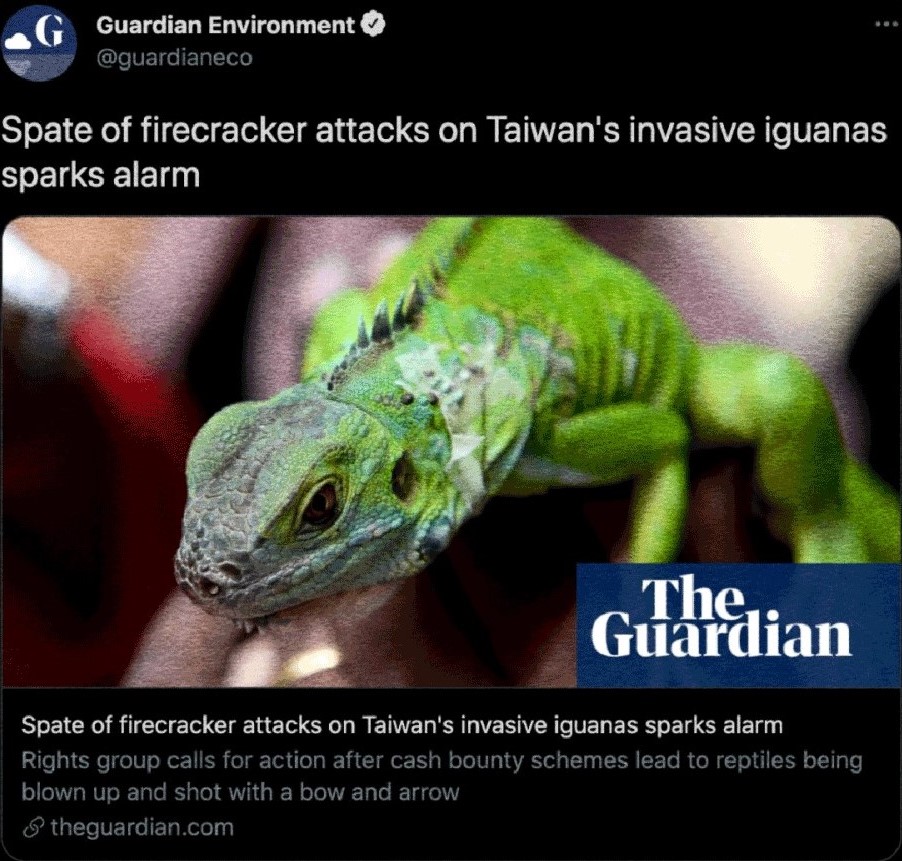 Guardian Environment
@guardianeco
Spate of firecracker attacks on Taiwan's invasive iguanas
sparks alarm
The
Guardian
Spate of firecracker attacks on Taiwan's invasive iguanas sparks alarm
Rights group calls for action after cash bounty schemes lead to reptiles being
blown up and shot with a bow and arrow
theguardian.com